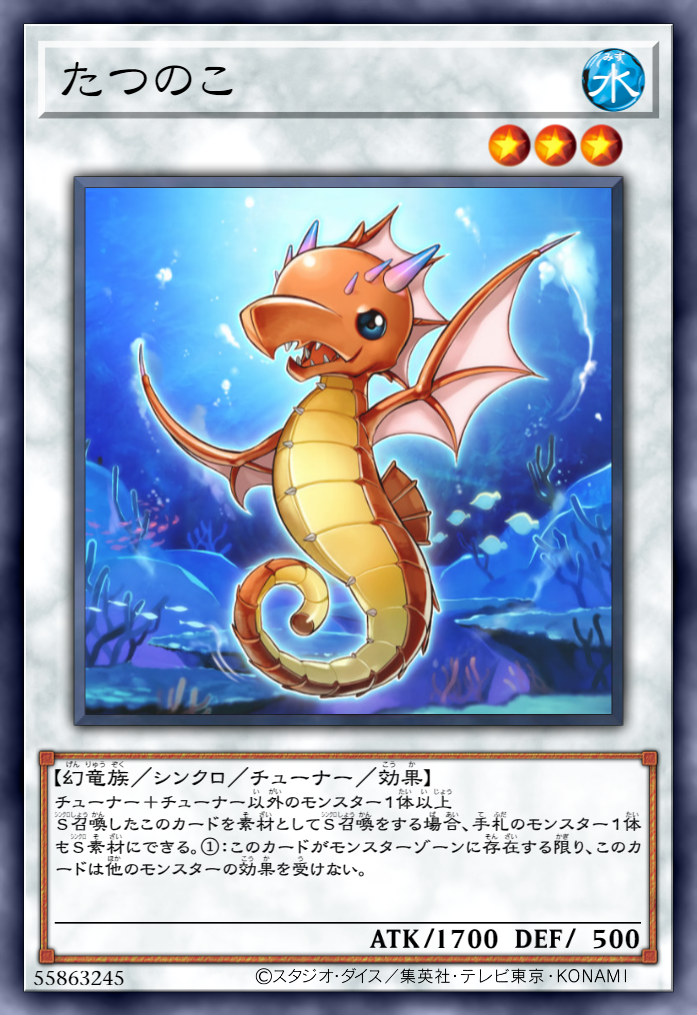 たつのこ
みず
水
【幻竜族／シンクロ／チューナー／効果】
チューナー＋チューナー以外のモンスター1体以上
Ｓ召喚したこのカードを素材としてＳ召喚をする場合、手札のモンスター1体
もＳ素材にできる。①：このカードがモンスターゾーンに存在する限り、このカ
ードは他のモンスターの効果を受けない。
ATK/1700 DEF/ 500
55863245
©スタジオ・ダイス／集英社・テレビ東京・KONAMI